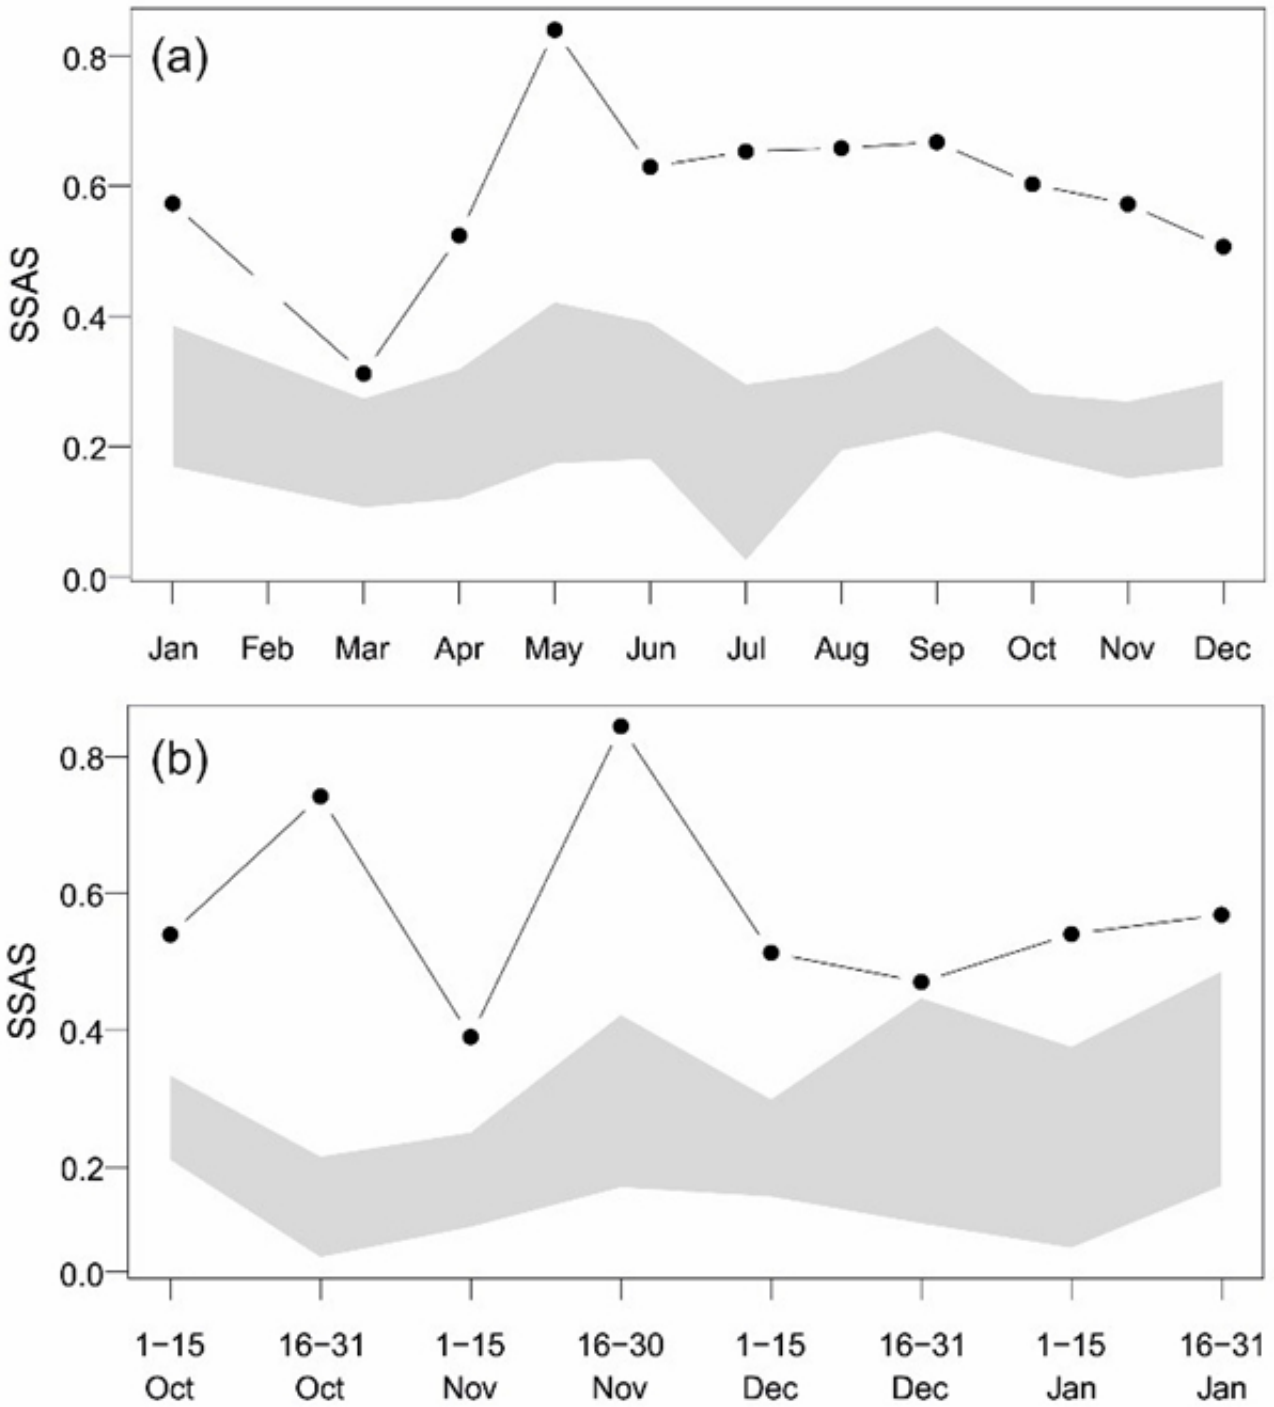 (a)
0.8
0.6
0.4
0.2
0.0
SSAS
Jan Feb Mar Apr May Jun Jul Aug Sep Oct Nov Dec
(b)
0.8
0.6
0.4
0.2
0.0
SSAS
1–15 16–31 1–15 16–30 1–15 16–31 1–15 16–31
Oct Oct Nov Nov Dec Dec Jan Jan